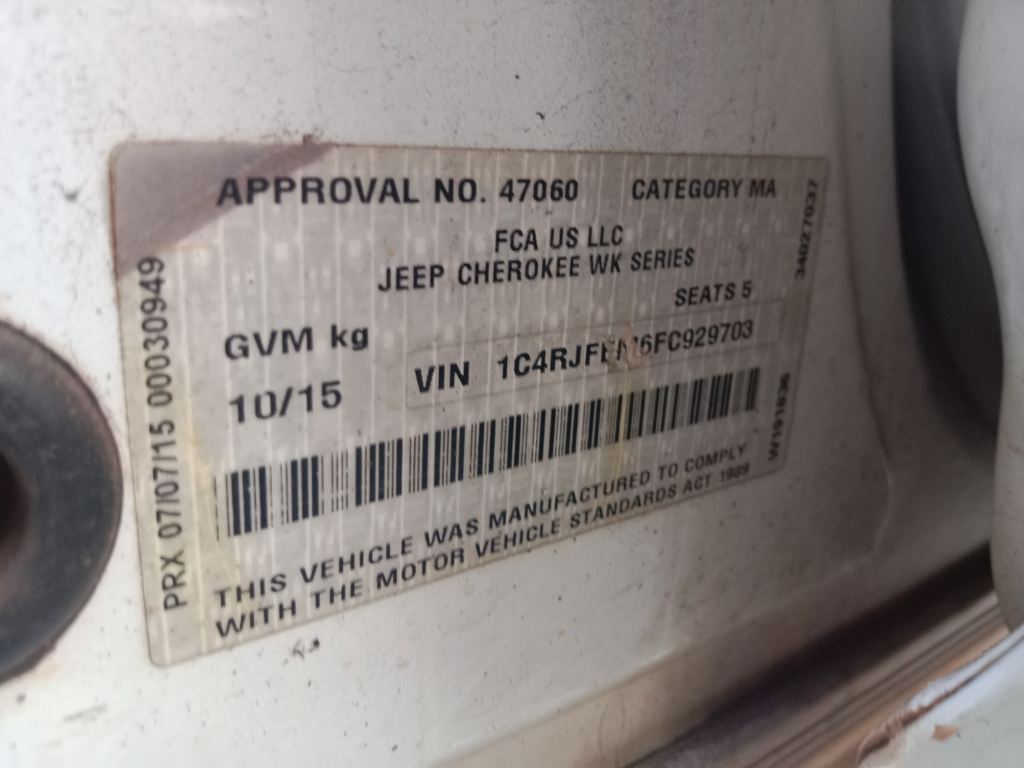 APPROVAL NO. 47060 CATEGORY MA
FCA US LLC
JEEP CHEROKEE WK SERIES
SEATS 5
GVM kg
VIN
10/15
THIS VEHICLE WAS MANUFACTURED TO COMPLY
WITH THE MOTOR VEHICLE STANDARDS ACT 1989
PRX 07/07/15 00030949
34027037